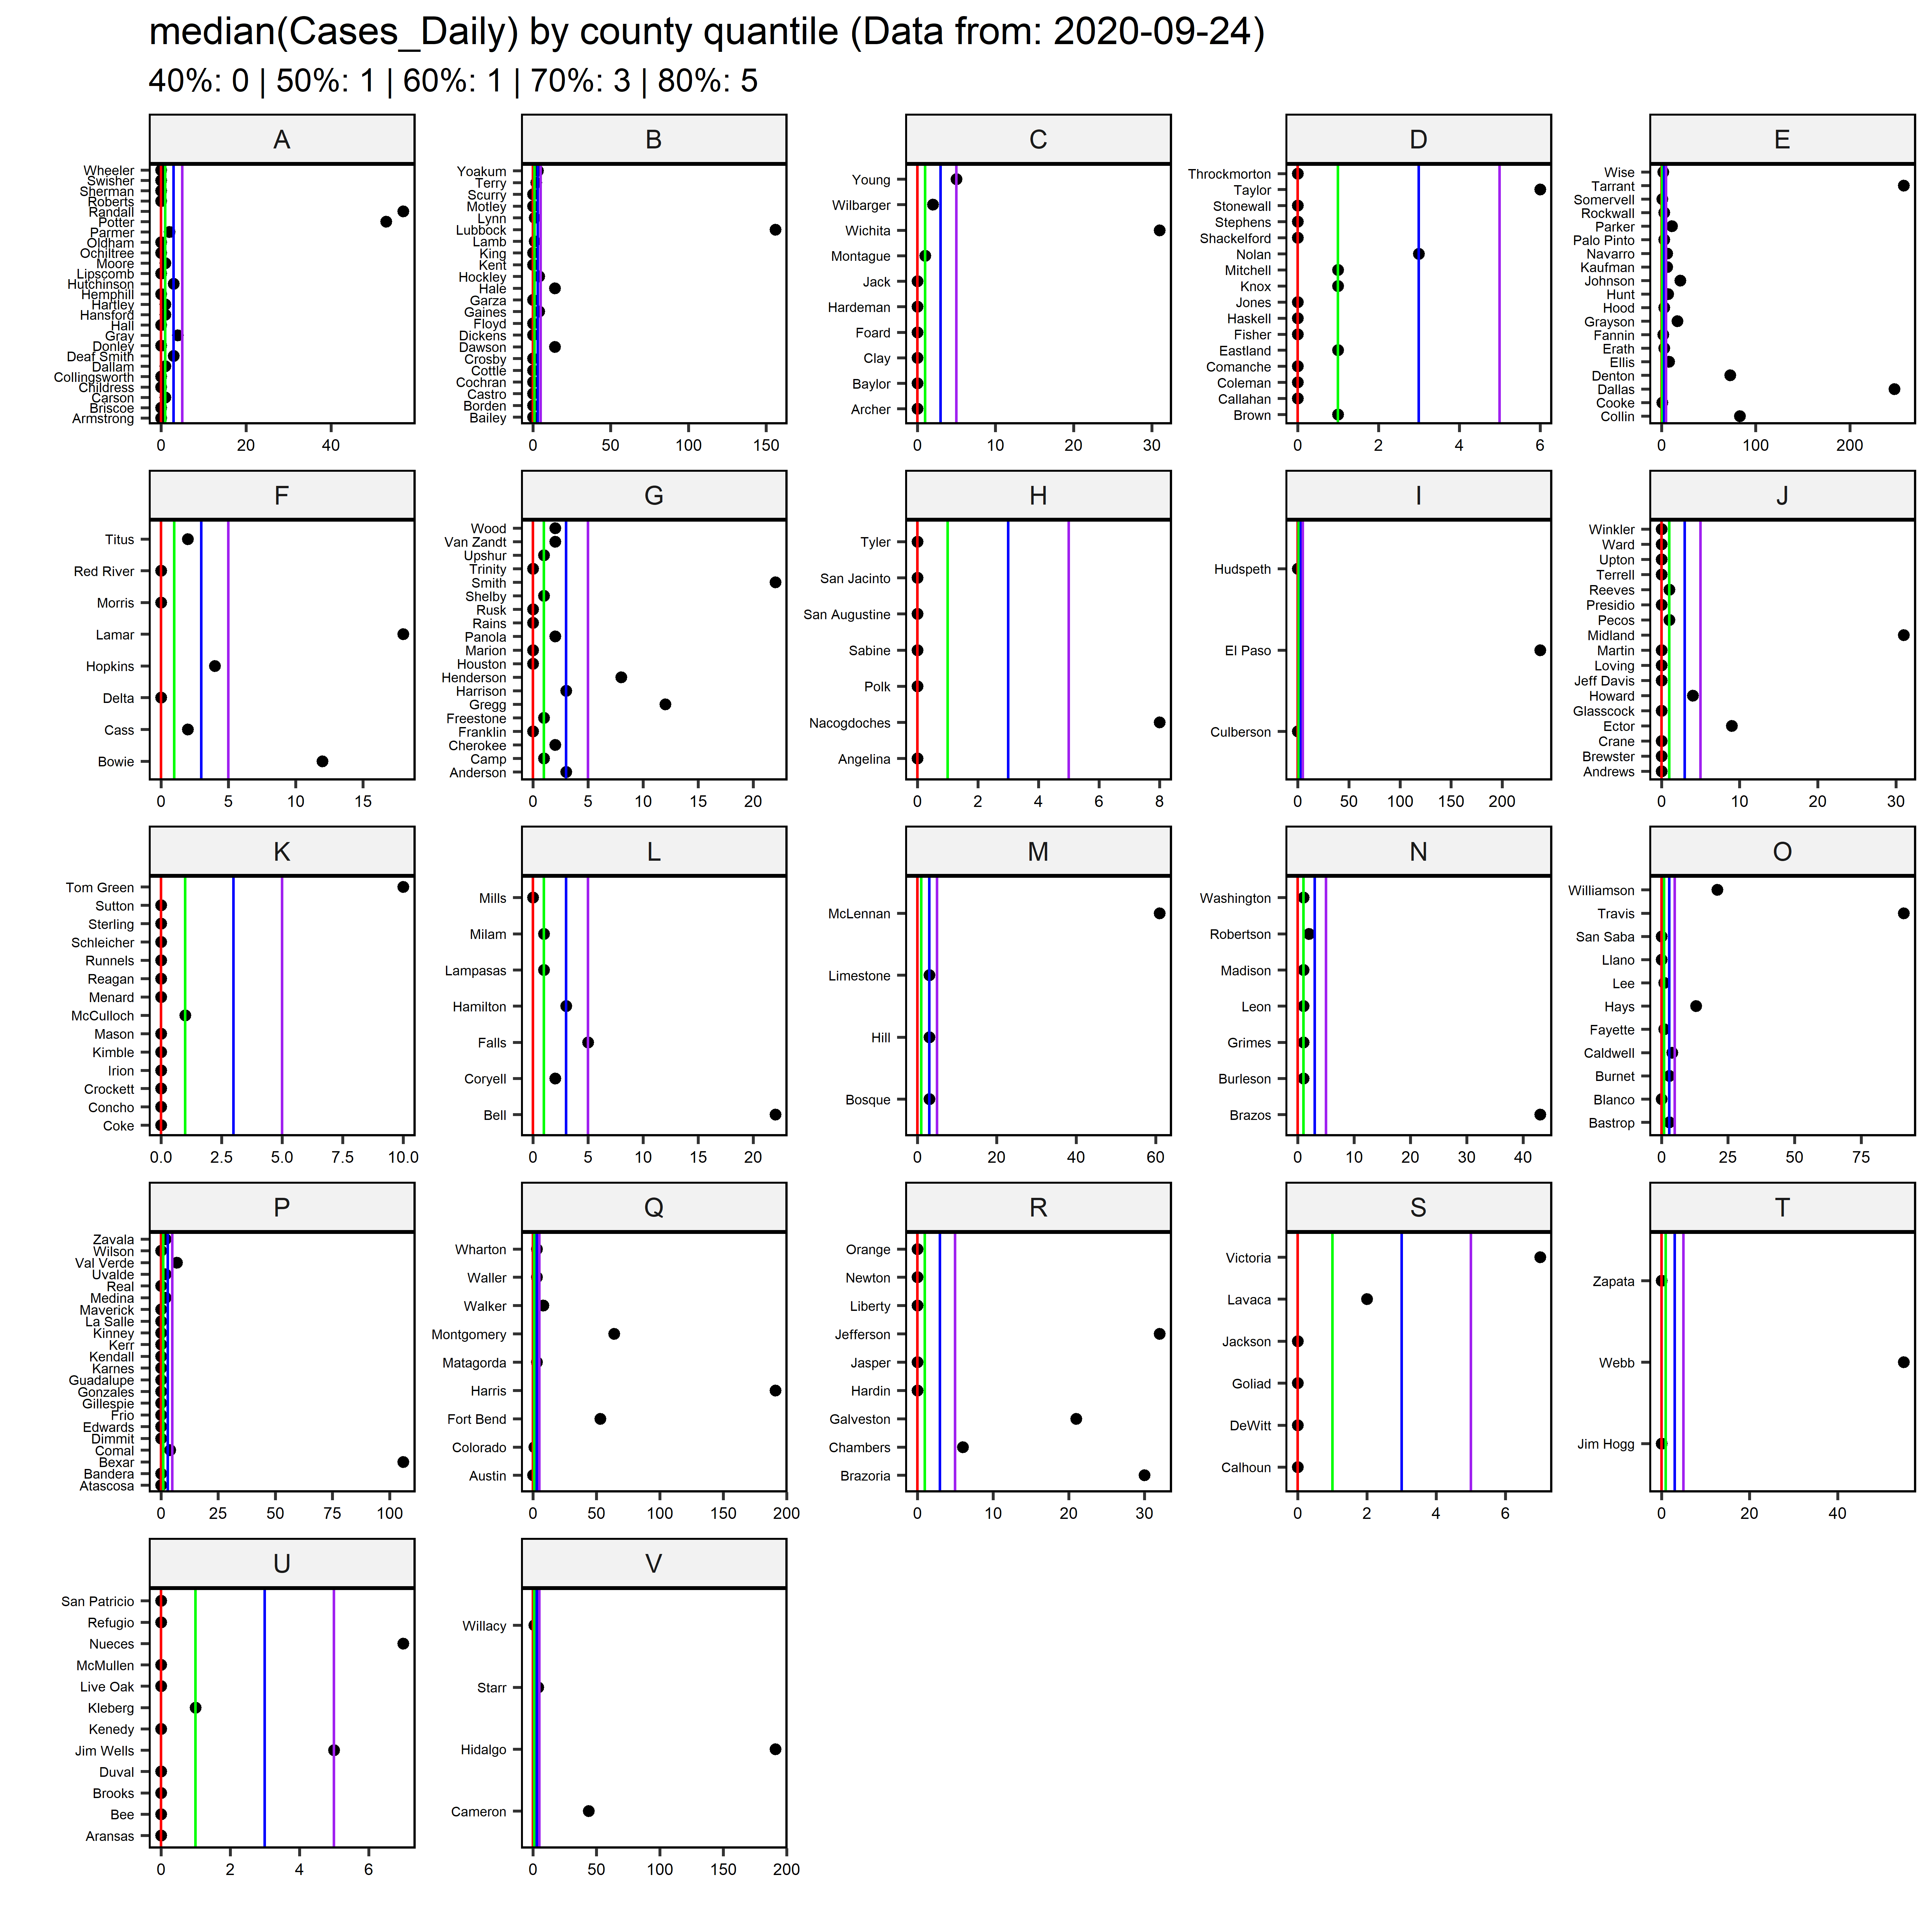 median(Cases_Daily) by county quantile (Data from: 2020-09-24)
40%: 0 | 50%: 1 | 60%: 1 | 70%: 3 | 80%: 5
A
Wheeler
Swisher
Sherman
Roberts
Randall
Potter
Parmer
Oldham
Ochiltree
Moore
Lipscomb
Hutchinson
Hemphill
Hartley
Hansford
Hall
Gray
Donley
Deaf Smith
Dallam
Collingsworth
Childress
Carson
Briscoe
Armstrong
0 20 40
B
Yoakum
Terry
Scurry
Motley
Lynn
Lubbock
Lamb
King
Kent
Hockley
Hale
Garza
Gaines
Floyd
Dickens
Dawson
Crosby
Cottle
Cochran
Castro
Borden
Bailey
0 50 100 150
C
Young
Wilbarger
Wichita
Montague
Jack
Hardeman
Foard
Clay
Baylor
Archer
0 10 20 30
D
Throckmorton
Taylor
Stonewall
Stephens
Shackelford
Nolan
Mitchell
Knox
Jones
Haskell
Fisher
Eastland
Comanche
Coleman
Callahan
Brown
0 2 4 6
E
Wise
Tarrant
Somervell
Rockwall
Parker
Palo Pinto
Navarro
Kaufman
Johnson
Hunt
Hood
Grayson
Fannin
Erath
Ellis
Denton
Dallas
Cooke
Collin
0 100 200
F
Titus
Red River
Morris
Lamar
Hopkins
Delta
Cass
Bowie
0 5 10 15
G
Wood
Van Zandt
Upshur
Trinity
Smith
Shelby
Rusk
Rains
Panola
Marion
Houston
Henderson
Harrison
Gregg
Freestone
Franklin
Cherokee
Camp
Anderson
0 5 10 15 20
H
Tyler
San Jacinto
San Augustine
Sabine
Polk
Nacogdoches
Angelina
0 2 4 6 8
I
Hudspeth
El Paso
Culberson
0 50 100 150 200
J
Winkler
Ward
Upton
Terrell
Reeves
Presidio
Pecos
Midland
Martin
Loving
Jeff Davis
Howard
Glasscock
Ector
Crane
Brewster
Andrews
0 10 20 30
K
Tom Green
Sutton
Sterling
Schleicher
Runnels
Reagan
Menard
McCulloch
Mason
Kimble
Irion
Crockett
Concho
Coke
0.0 2.5 5.0 7.5 10.0
L
Mills
Milam
Lampasas
Hamilton
Falls
Coryell
Bell
0 5 10 15 20
M
McLennan
Limestone
Hill
Bosque
0 20 40 60
N
Washington
Robertson
Madison
Leon
Grimes
Burleson
Brazos
0 10 20 30 40
O
Williamson
Travis
San Saba
Llano
Lee
Hays
Fayette
Caldwell
Burnet
Blanco
Bastrop
0 25 50 75
P
Zavala
Wilson
Val Verde
Uvalde
Real
Medina
Maverick
La Salle
Kinney
Kerr
Kendall
Karnes
Guadalupe
Gonzales
Gillespie
Frio
Edwards
Dimmit
Comal
Bexar
Bandera
Atascosa
0 25 50 75 100
Q
Wharton
Waller
Walker
Montgomery
Matagorda
Harris
Fort Bend
Colorado
Austin
0 50 100 150 200
R
Orange
Newton
Liberty
Jefferson
Jasper
Hardin
Galveston
Chambers
Brazoria
0 10 20 30
S
Victoria
Lavaca
Jackson
Goliad
DeWitt
Calhoun
0 2 4 6
T
Zapata
Webb
Jim Hogg
0 20 40
U
San Patricio
Refugio
Nueces
McMullen
Live Oak
Kleberg
Kenedy
Jim Wells
Duval
Brooks
Bee
Aransas
0 2 4 6
V
Willacy
Starr
Hidalgo
Cameron
0 50 100 150 200